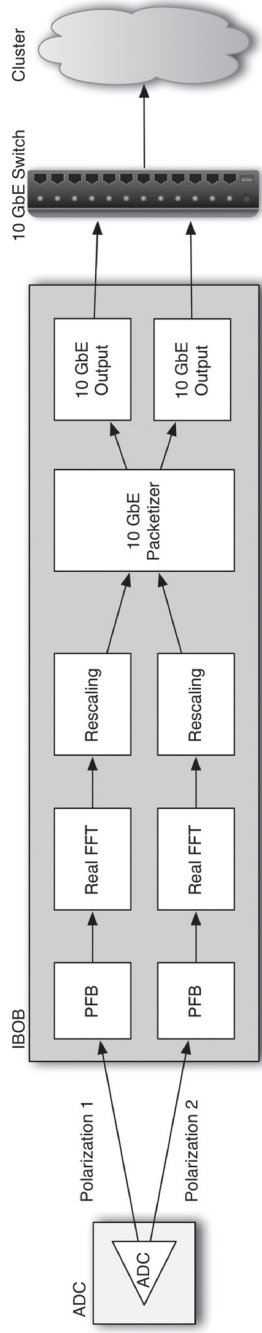 ADC
ADC
Polarization 1
Polarization 2
IBOB
PFB
Real FFT
Rescaling
PFB
Real FFT
Rescaling
10 GbE
Packetizer
10 GbE
Output
10 GbE
Output
10 GbE Switch
Cluster